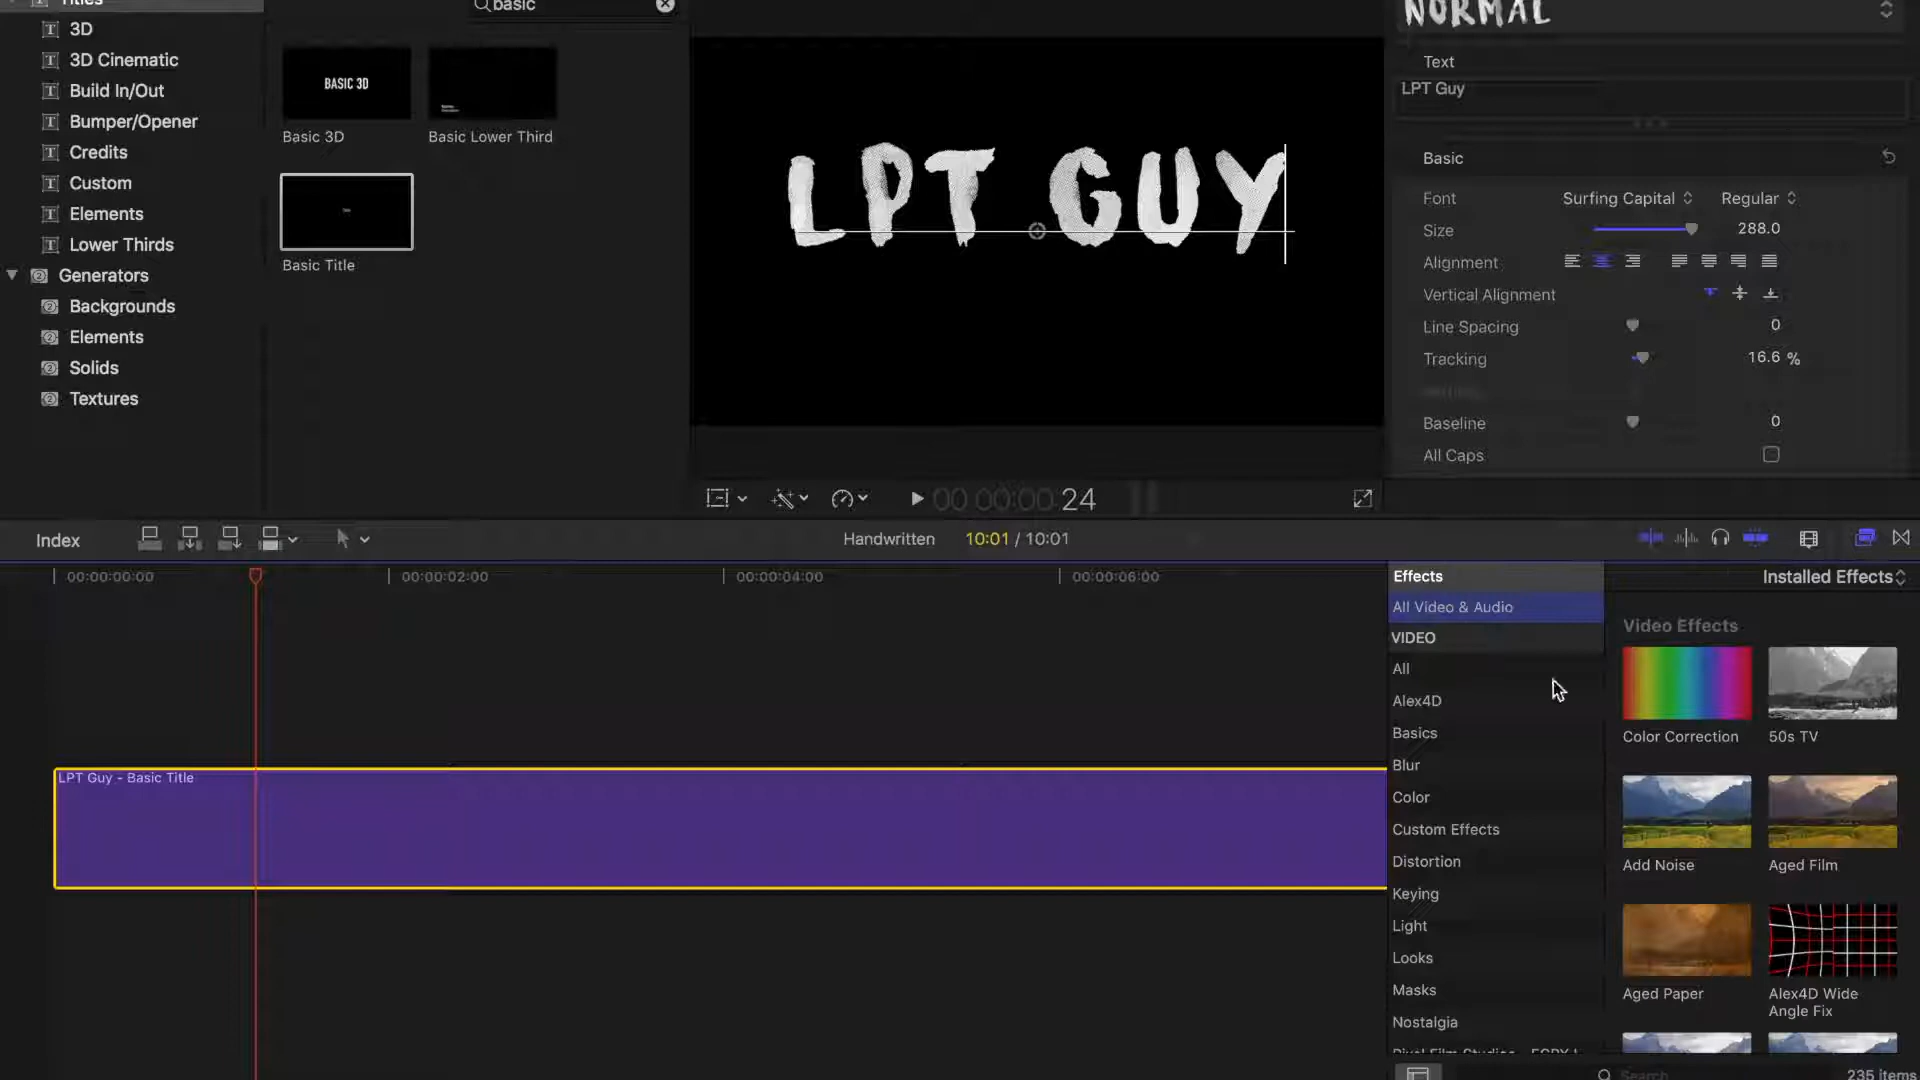 Titles
3D
3D Cinematic
Build In/Out
Bumper/Opener
Credits
Custom
Elements
Lower Thirds
Generators
Backgrounds
Elements
Solids
Textures
basic
BASIC 3D
Basic 3D
Basic Lower Third
Basic Title
LPT GUY
00 00:00:00 24
NORMAL
Text
LPT Guy
Basic
Font Surfing Capital Regular
Size 288.0
Alignment
Vertical Alignment
Line Spacing 0
Tracking 16.6 %
Baseline 0
All Caps
Index
Handwritten 10:01 / 10:01
00:00:00:00
00:00:02:00
00:00:04:00
00:00:06:00
LPT Guy - Basic Title
Effects
Installed Effects
All Video & Audio
VIDEO
All
Alex4D
Basics
Blur
Color
Custom Effects
Distortion
Keying
Light
Looks
Masks
Nostalgia
Video Effects
Color Correction
50s TV
Add Noise
Aged Film
Aged Paper
Alex4D Wide
Angle Fix
Search
235 items